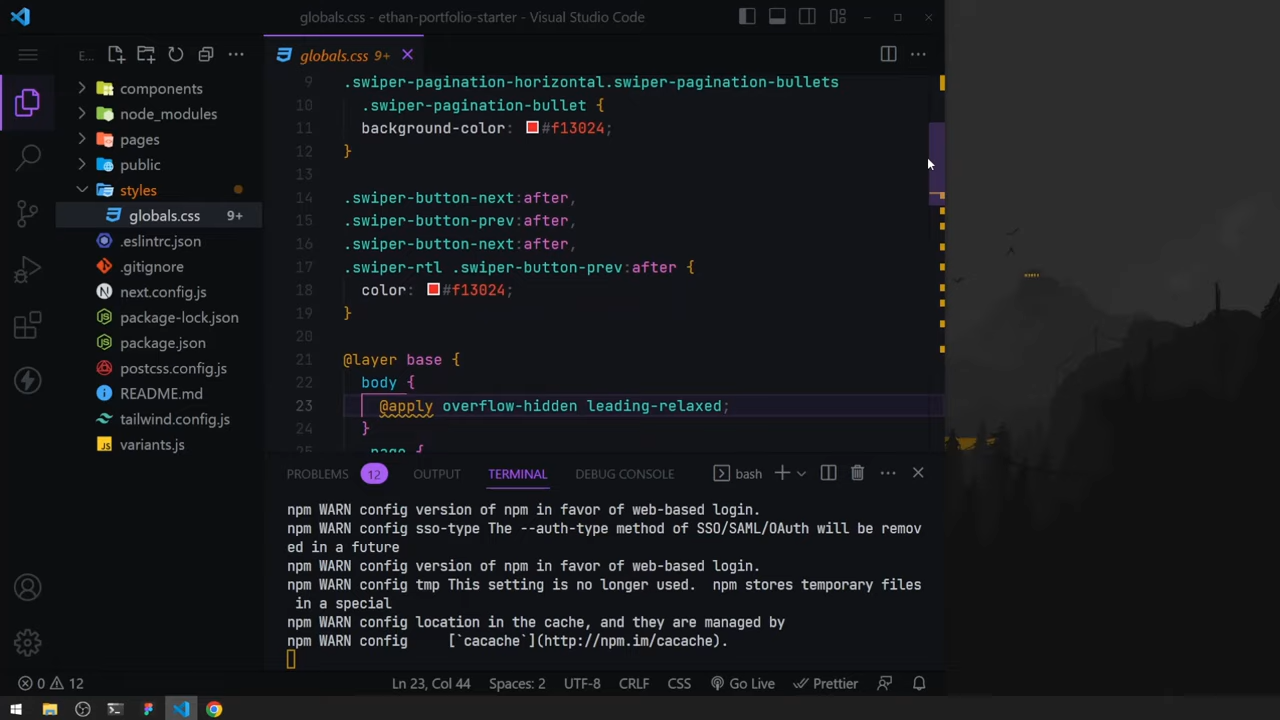 globals.css - ethan-portfolio-starter - Visual Studio Code
E...
globals.css 9+
components
node_modules
pages
public
styles
globals.css 9+
.eslintrc.json
.gitignore
next.config.js
package-lock.json
package.json
postcss.config.js
README.md
tailwind.config.js
variants.js
9 .swiper-pagination-horizontal.swiper-pagination-bullets
10 .swiper-pagination-bullet {
11 background-color: #f13024;
12 }
13
14 .swiper-button-next:after,
15 .swiper-button-prev:after,
16 .swiper-button-next:after,
17 .swiper-rtl .swiper-button-prev:after {
18 color: #f13024;
19 }
20
21 @layer base {
22 body {
23 @apply overflow-hidden leading-relaxed;
24 }
25 .page {
PROBLEMS 12 OUTPUT TERMINAL DEBUG CONSOLE bash
npm WARN config version of npm in favor of web-based login.
npm WARN config sso-type The --auth-type method of SSO/SAML/OAuth will be remov
ed in a future
npm WARN config version of npm in favor of web-based login.
npm WARN config tmp This setting is no longer used.  npm stores temporary files
in a special
npm WARN config location in the cache, and they are managed by
npm WARN config     [`cacache`](http://npm.im/cacache).
0 12 Ln 23, Col 44 Spaces: 2 UTF-8 CRLF CSS Go Live Prettier